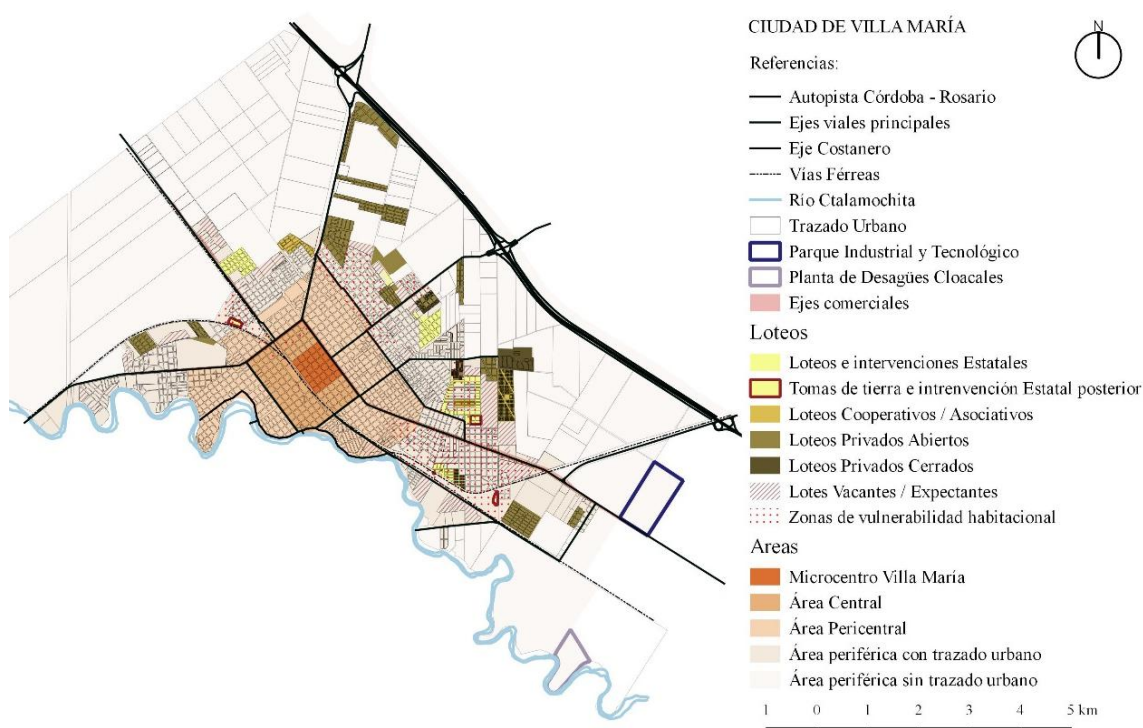 CIUDAD DE VILLA MARÍA
N
Referencias:
Autopista Córdoba - Rosario
Ejes viales principales
Eje Costanero
Vías Férreas
Río Ctalamochita
Trazado Urbano
Parque Industrial y Tecnológico
Planta de Desagües Cloacales
Ejes comerciales
Loteos
Loteos e intervenciones Estatales
Tomas de tierra e intrenvención Estatal posterior
Loteos Cooperativos / Asociativos
Loteos Privados Abiertos
Loteos Privados Cerrados
Lotes Vacantes / Expectantes
Zonas de vulnerabilidad habitacional
Areas
Microcentro Villa María
Área Central
Área Pericentral
Área periférica con trazado urbano
Área periférica sin trazado urbano
1 0 1 2 3 4 5 km